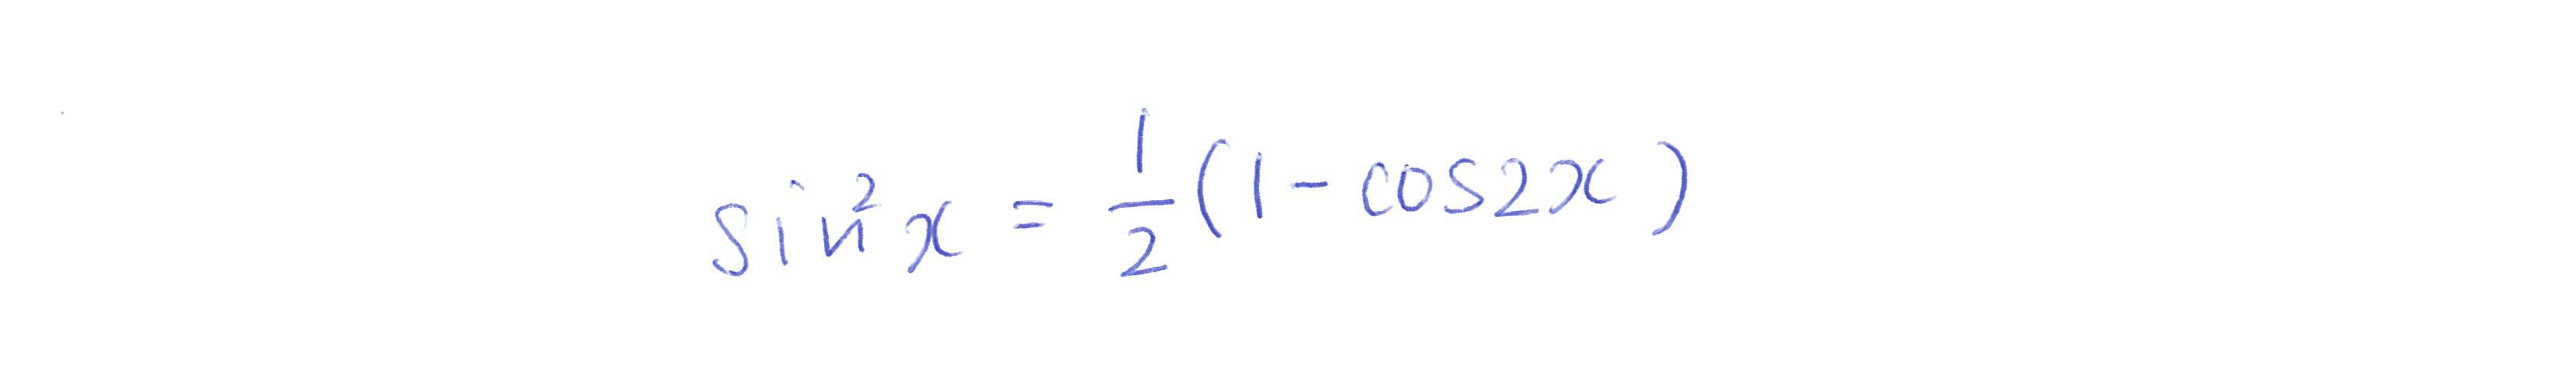 sin²x = 1/2 (1 - cos2x)